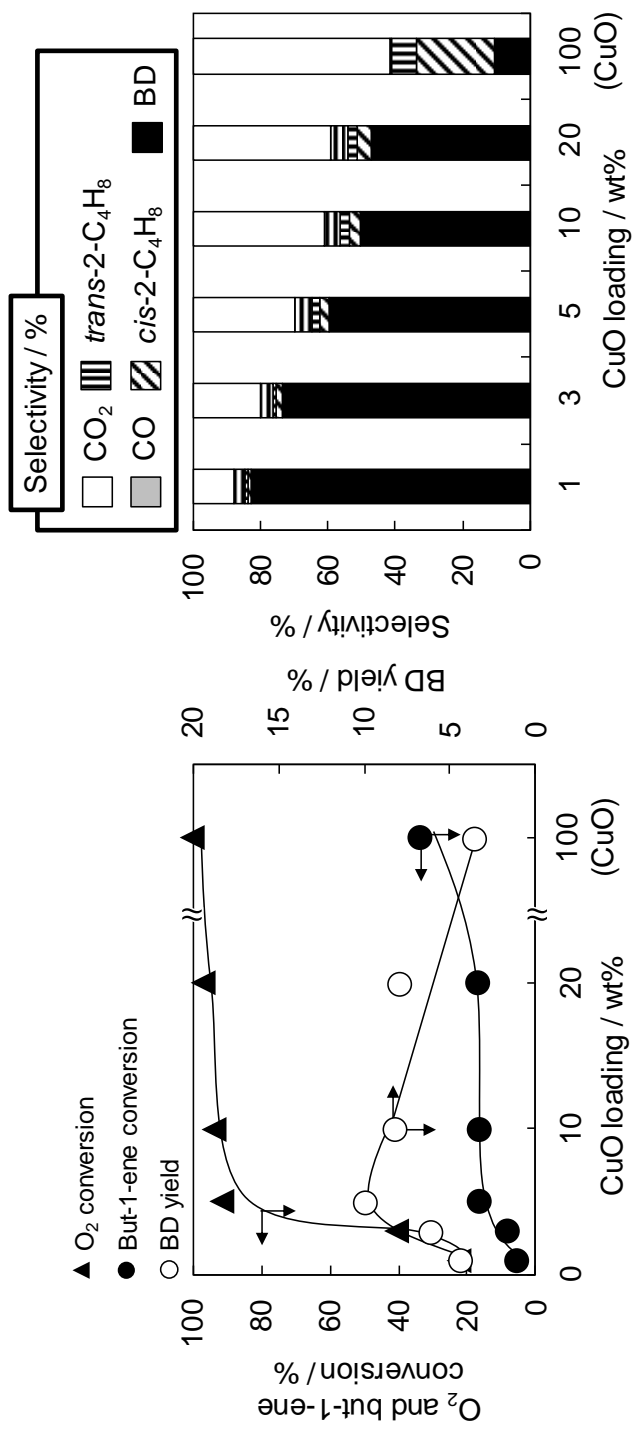 ▲ O2 conversion
● But-1-ene conversion
○ BD yield
O2 and but-1-ene
conversion / %
100
80
60
40
20
0
BD yield / %
20
15
10
5
0
0
10
20
100
(CuO)
CuO loading / wt%
Selectivity / %
CO2
trans-2-C4H8
CO
cis-2-C4H8
BD
Selectivity / %
100
80
60
40
20
0
1
3
5
10
20
100
(CuO)
CuO loading / wt%